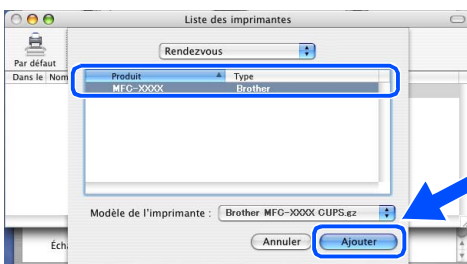 Liste des imprimantes
Rendezvous
Par défaut
Dans le Nom
Produit Type
MFC-XXXX Brother
Modèle de l'imprimante : Brother MFC-XXXX CUPS.gz
Annuler Ajouter
Éch